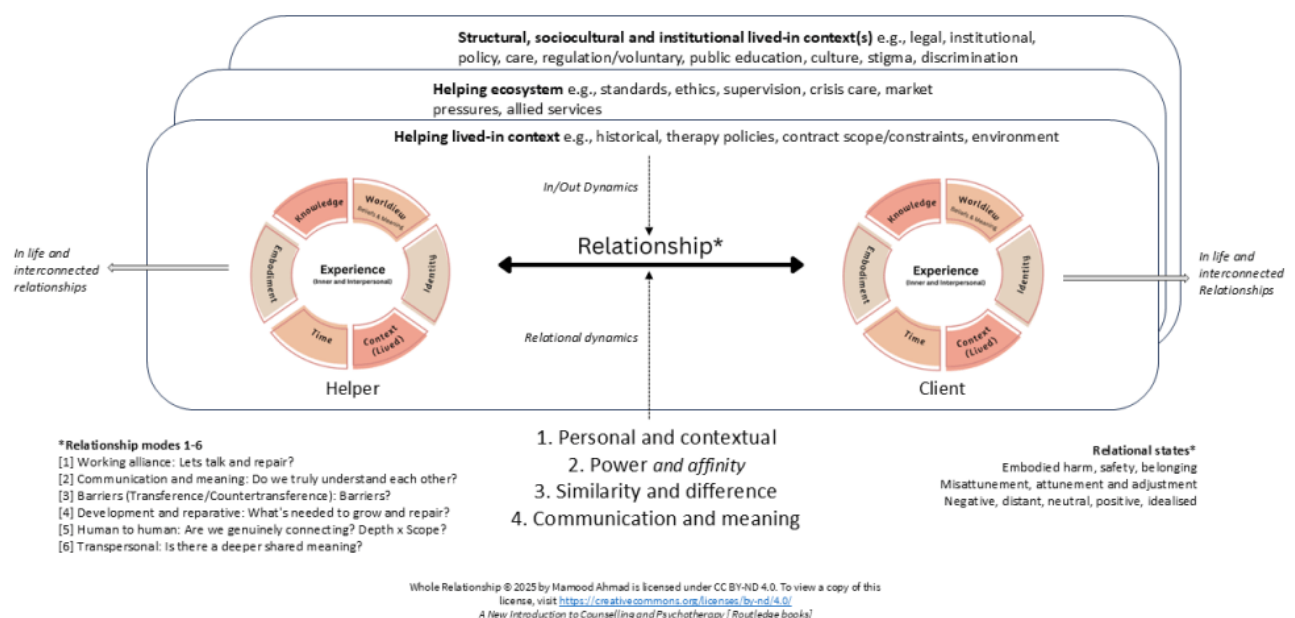 Structural, sociocultural and institutional lived-in context(s) e.g., legal, institutional,
policy, care, regulation/voluntary, public education, culture, stigma, discrimination
Helping ecosystem e.g., standards, ethics, supervision, crisis care, market
pressures, allied services
Helping lived-in context e.g., historical, therapy policies, contract scope/constraints, environment
In/Out Dynamics
Relationship*
Relational dynamics
In life and
interconnected
relationships
Knowledge
Worldiew
Beliefs & Meaning
Embodiment
Experience
(Inner and Interpersonal)
Identity
Time
Context
(Lived)
Helper
Knowledge
Worldiew
Beliefs & Meaning
Embodiment
Experience
(Inner and Interpersonal)
Identity
Time
Context
(Lived)
Client
In life and
interconnected
Relationships
*Relationship modes 1-6
[1] Working alliance: Lets talk and repair?
[2] Communication and meaning: Do we truly understand each other?
[3] Barriers (Transference/Countertransference): Barriers?
[4] Development and reparative: What's needed to grow and repair?
[5] Human to human: Are we genuinely connecting? Depth x Scope?
[6] Transpersonal: Is there a deeper shared meaning?
1. Personal and contextual
2. Power and affinity
3. Similarity and difference
4. Communication and meaning
Relational states*
Embodied harm, safety, belonging
Misattunement, attunement and adjustment
Negative, distant, neutral, positive, idealised
Whole Relationship © 2025 by Mamood Ahmad is licensed under CC BY-ND 4.0. To view a copy of this
license, visit https://creativecommons.org/licenses/by-nd/4.0/
A New Introduction to Counselling and Psychotherapy [ Routledge books]